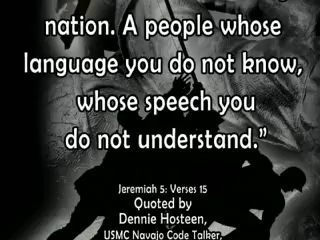 nation. A people whose
language you do not know,
whose speech you
do not understand.”
Jeremiah 5: Verses 15
Quoted by
Dennie Hosteen,
USMC Navajo Code Talker,